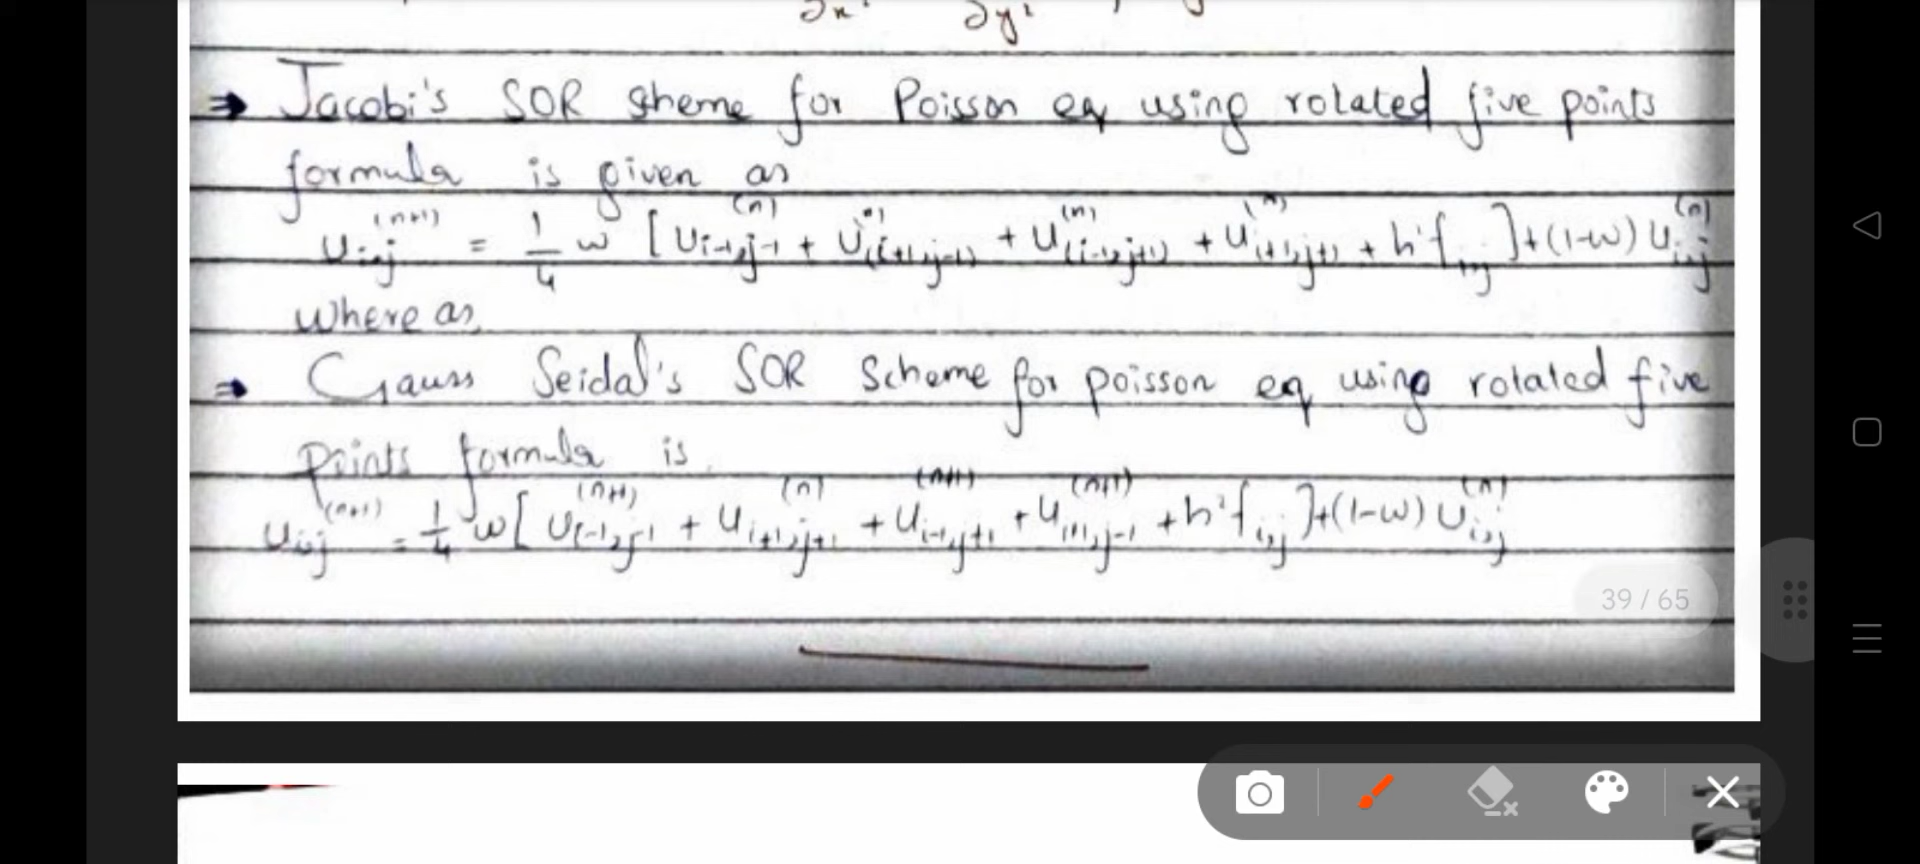 ∂x² ∂y²
⇒ Jacobi's SOR sheme for Poisson eq using rotated five points
formula is given as
u_{i,j}^{(n+1)} = 1/4 w [u_{i-1,j-1}^{(n)} + u_{(i+1,j-1)}^{(n)} + u_{(i-1,j+1)}^{(n)} + u_{i+1,j+1}^{(n)} + h²f_{i,j}] + (1-w) u_{i,j}^{(n)}
where as,
⇒ Gauss Seidal's SOR Scheme for poisson eq using rotated five
points formula is
u_{i,j}^{(n+1)} = 1/4 w [u_{i-1,j-1}^{(n+1)} + u_{i+1,j+1}^{(n)} + u_{i-1,j+1}^{(n+1)} + u_{i+1,j-1}^{(n+1)} + h²f_{i,j}] + (1-w) u_{i,j}^{(n)}
39 / 65